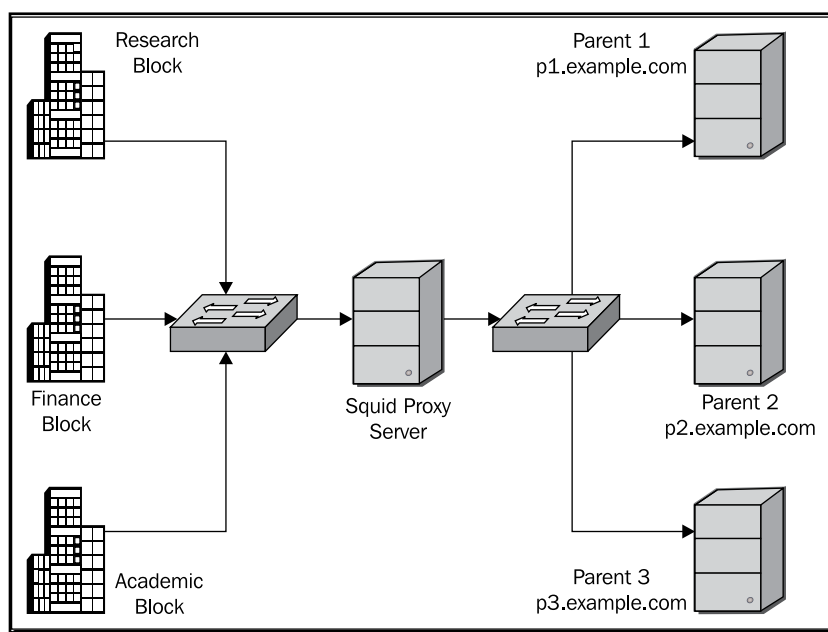 Research
Block
Parent 1
p1.example.com
Finance
Block
Squid Proxy
Server
Parent 2
p2.example.com
Academic
Block
Parent 3
p3.example.com